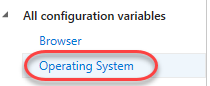 All configuration variables
Browser
Operating System